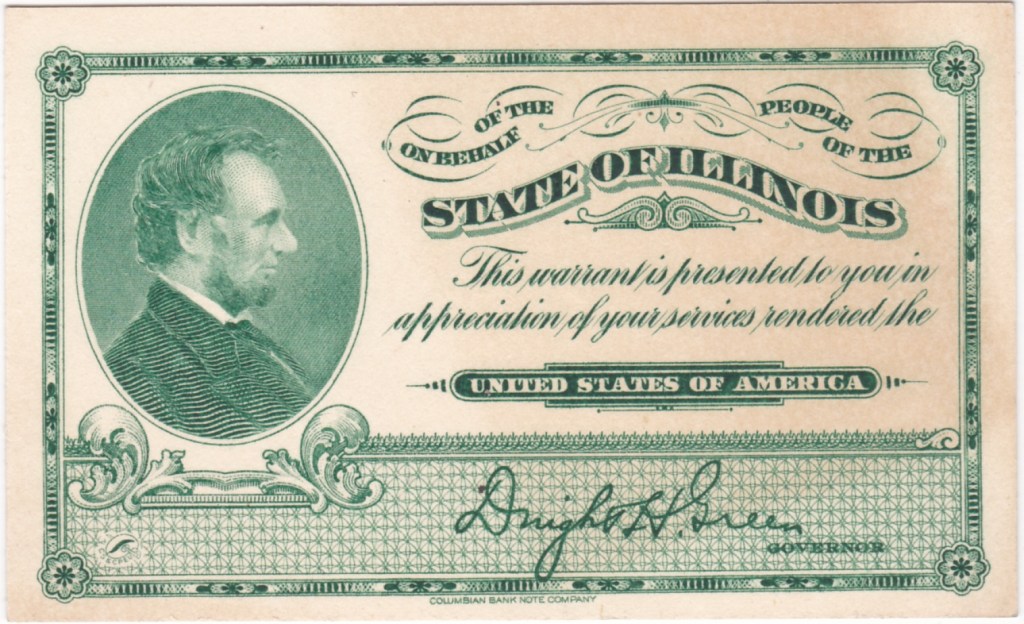 ON BEHALF OF THE PEOPLE OF THE
STATE OF ILLINOIS
This warrant is presented to you in
appreciation of your services rendered the
UNITED STATES OF AMERICA
Dwight H. Green
GOVERNOR
COLUMBIAN BANK NOTE COMPANY